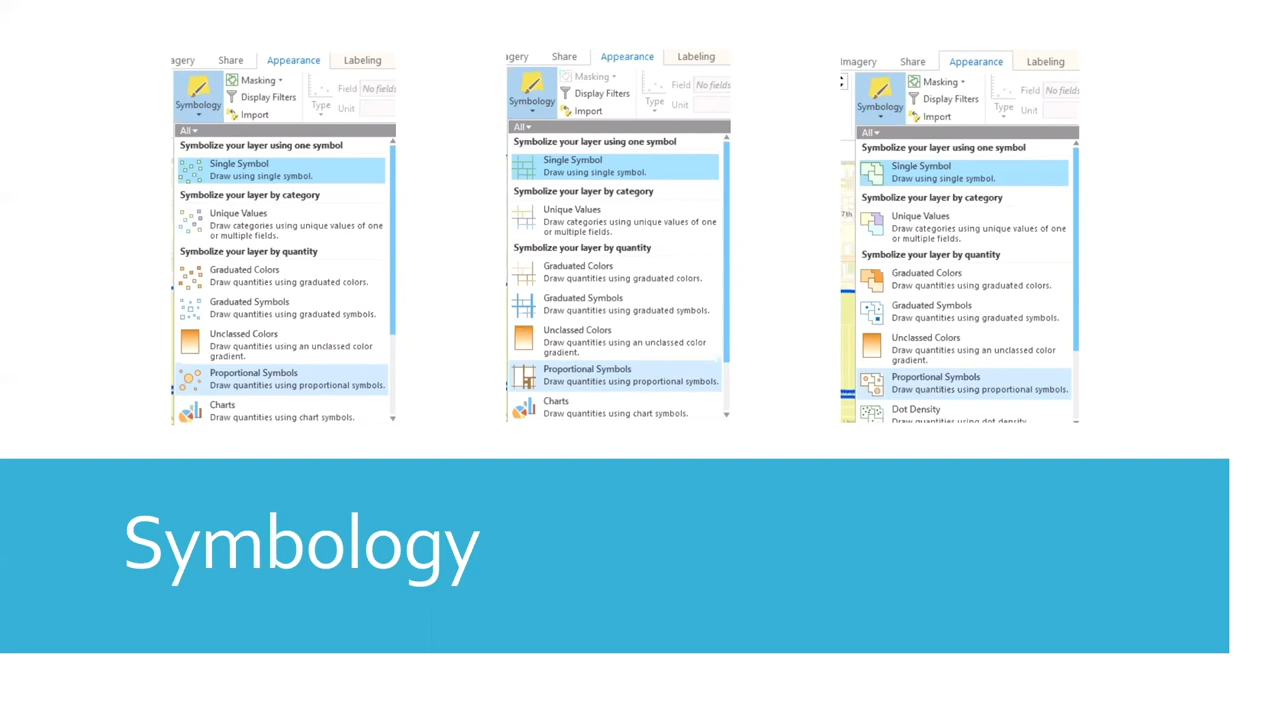 agery Share Appearance Labeling
Symbology
Masking
Display Filters
Import
Type
Field No fields
Unit
All
Symbolize your layer using one symbol
Single Symbol
Draw using single symbol.
Symbolize your layer by category
Unique Values
Draw categories using unique values of one
or multiple fields.
Symbolize your layer by quantity
Graduated Colors
Draw quantities using graduated colors.
Graduated Symbols
Draw quantities using graduated symbols.
Unclassed Colors
Draw quantities using an unclassed color
gradient.
Proportional Symbols
Draw quantities using proportional symbols.
Charts
Draw quantities using chart symbols.
agery Share Appearance Labeling
Symbology
Masking
Display Filters
Import
Type
Field No fields
Unit
All
Symbolize your layer using one symbol
Single Symbol
Draw using single symbol.
Symbolize your layer by category
Unique Values
Draw categories using unique values of one
or multiple fields.
Symbolize your layer by quantity
Graduated Colors
Draw quantities using graduated colors.
Graduated Symbols
Draw quantities using graduated symbols.
Unclassed Colors
Draw quantities using an unclassed color
gradient.
Proportional Symbols
Draw quantities using proportional symbols.
Charts
Draw quantities using chart symbols.
Imagery Share Appearance Labeling
Symbology
Masking
Display Filters
Import
Type
Field No fields
Unit
All
Symbolize your layer using one symbol
Single Symbol
Draw using single symbol.
Symbolize your layer by category
Unique Values
Draw categories using unique values of one
or multiple fields.
7th
Symbolize your layer by quantity
Graduated Colors
Draw quantities using graduated colors.
Graduated Symbols
Draw quantities using graduated symbols.
Unclassed Colors
Draw quantities using an unclassed color
gradient.
Proportional Symbols
Draw quantities using proportional symbols.
Dot Density
Draw quantities using dot density.
Symbology